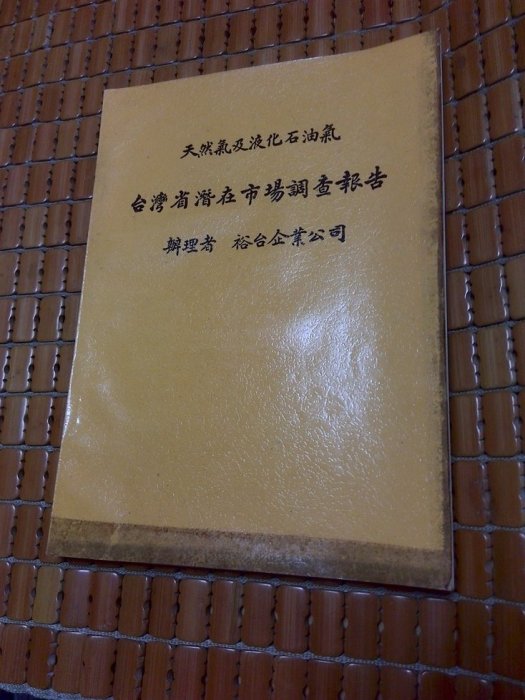 天然氣及液化石油氣
台灣省潛在市場調查報告
辦理者 裕台企業公司